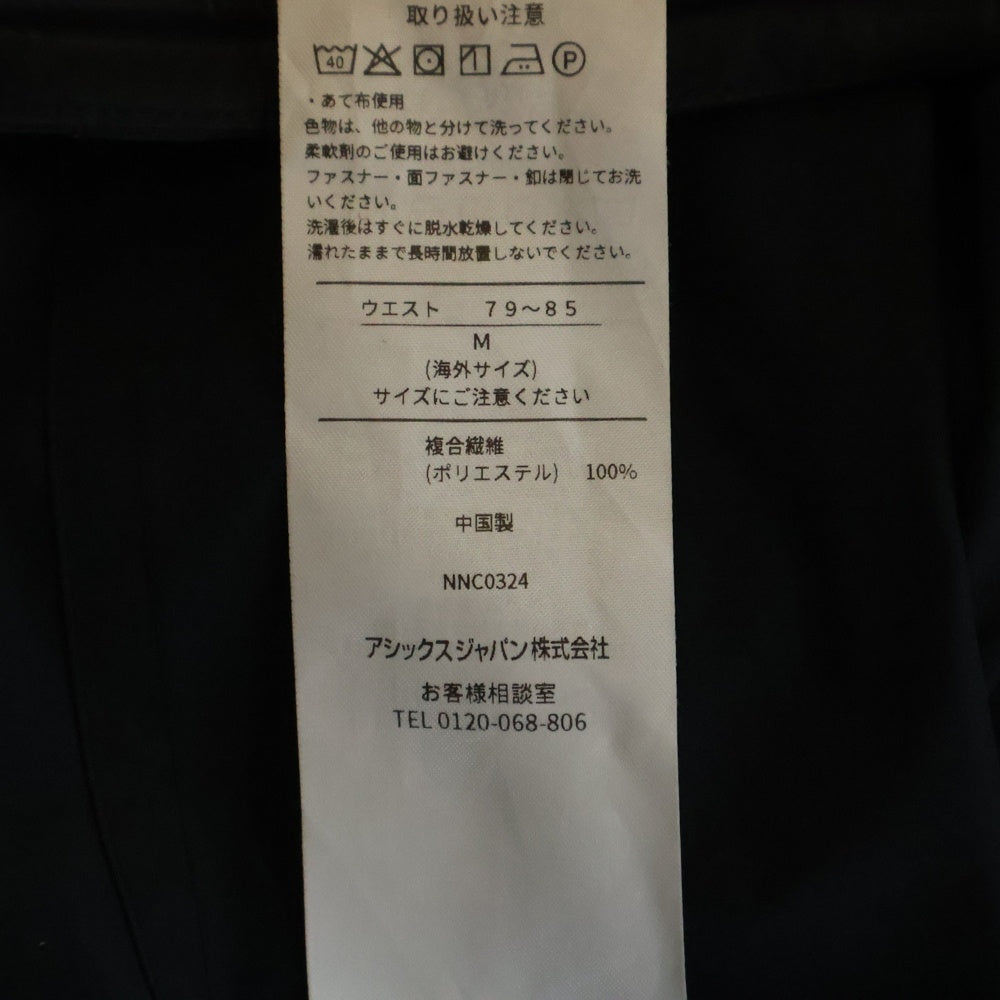 取り扱い注意
40 P
・あて布使用
色物は、他の物と分けて洗ってください。
柔軟剤のご使用はお避けください。
ファスナー・面ファスナー・釦は閉じてお洗
いください。
洗濯後はすぐに脱水乾燥してください。
濡れたままで長時間放置しないでください。
ウエスト 79～85
M
(海外サイズ)
サイズにご注意ください
複合繊維
(ポリエステル) 100%
中国製
NNC0324
アシックスジャパン株式会社
お客様相談室
TEL 0120-068-806